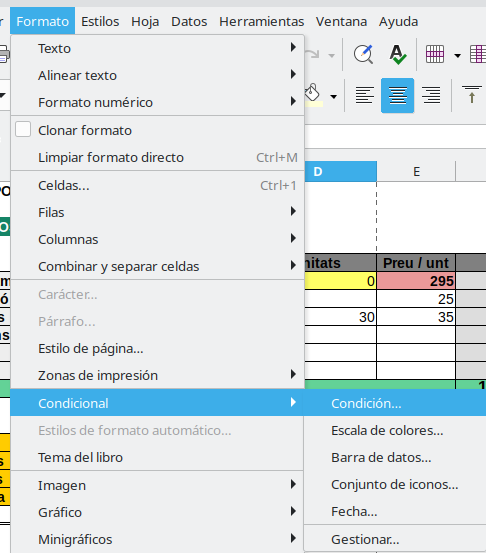 Formato Estilos Hoja Datos Herramientas Ventana Ayuda
Texto
Alinear texto
Formato numérico
Clonar formato
Limpiar formato directo Ctrl+M
Celdas... Ctrl+1
Filas
Columnas
Combinar y separar celdas
Carácter...
Párrafo...
Estilo de página...
Zonas de impresión
Condicional
Estilos de formato automático...
Tema del libro
Imagen
Gráfico
Minigráficos
Condición...
Escala de colores...
Barra de datos...
Conjunto de iconos...
Fecha...
Gestionar...
D E
nitats Preu / unt
0 295
25
30 35
1